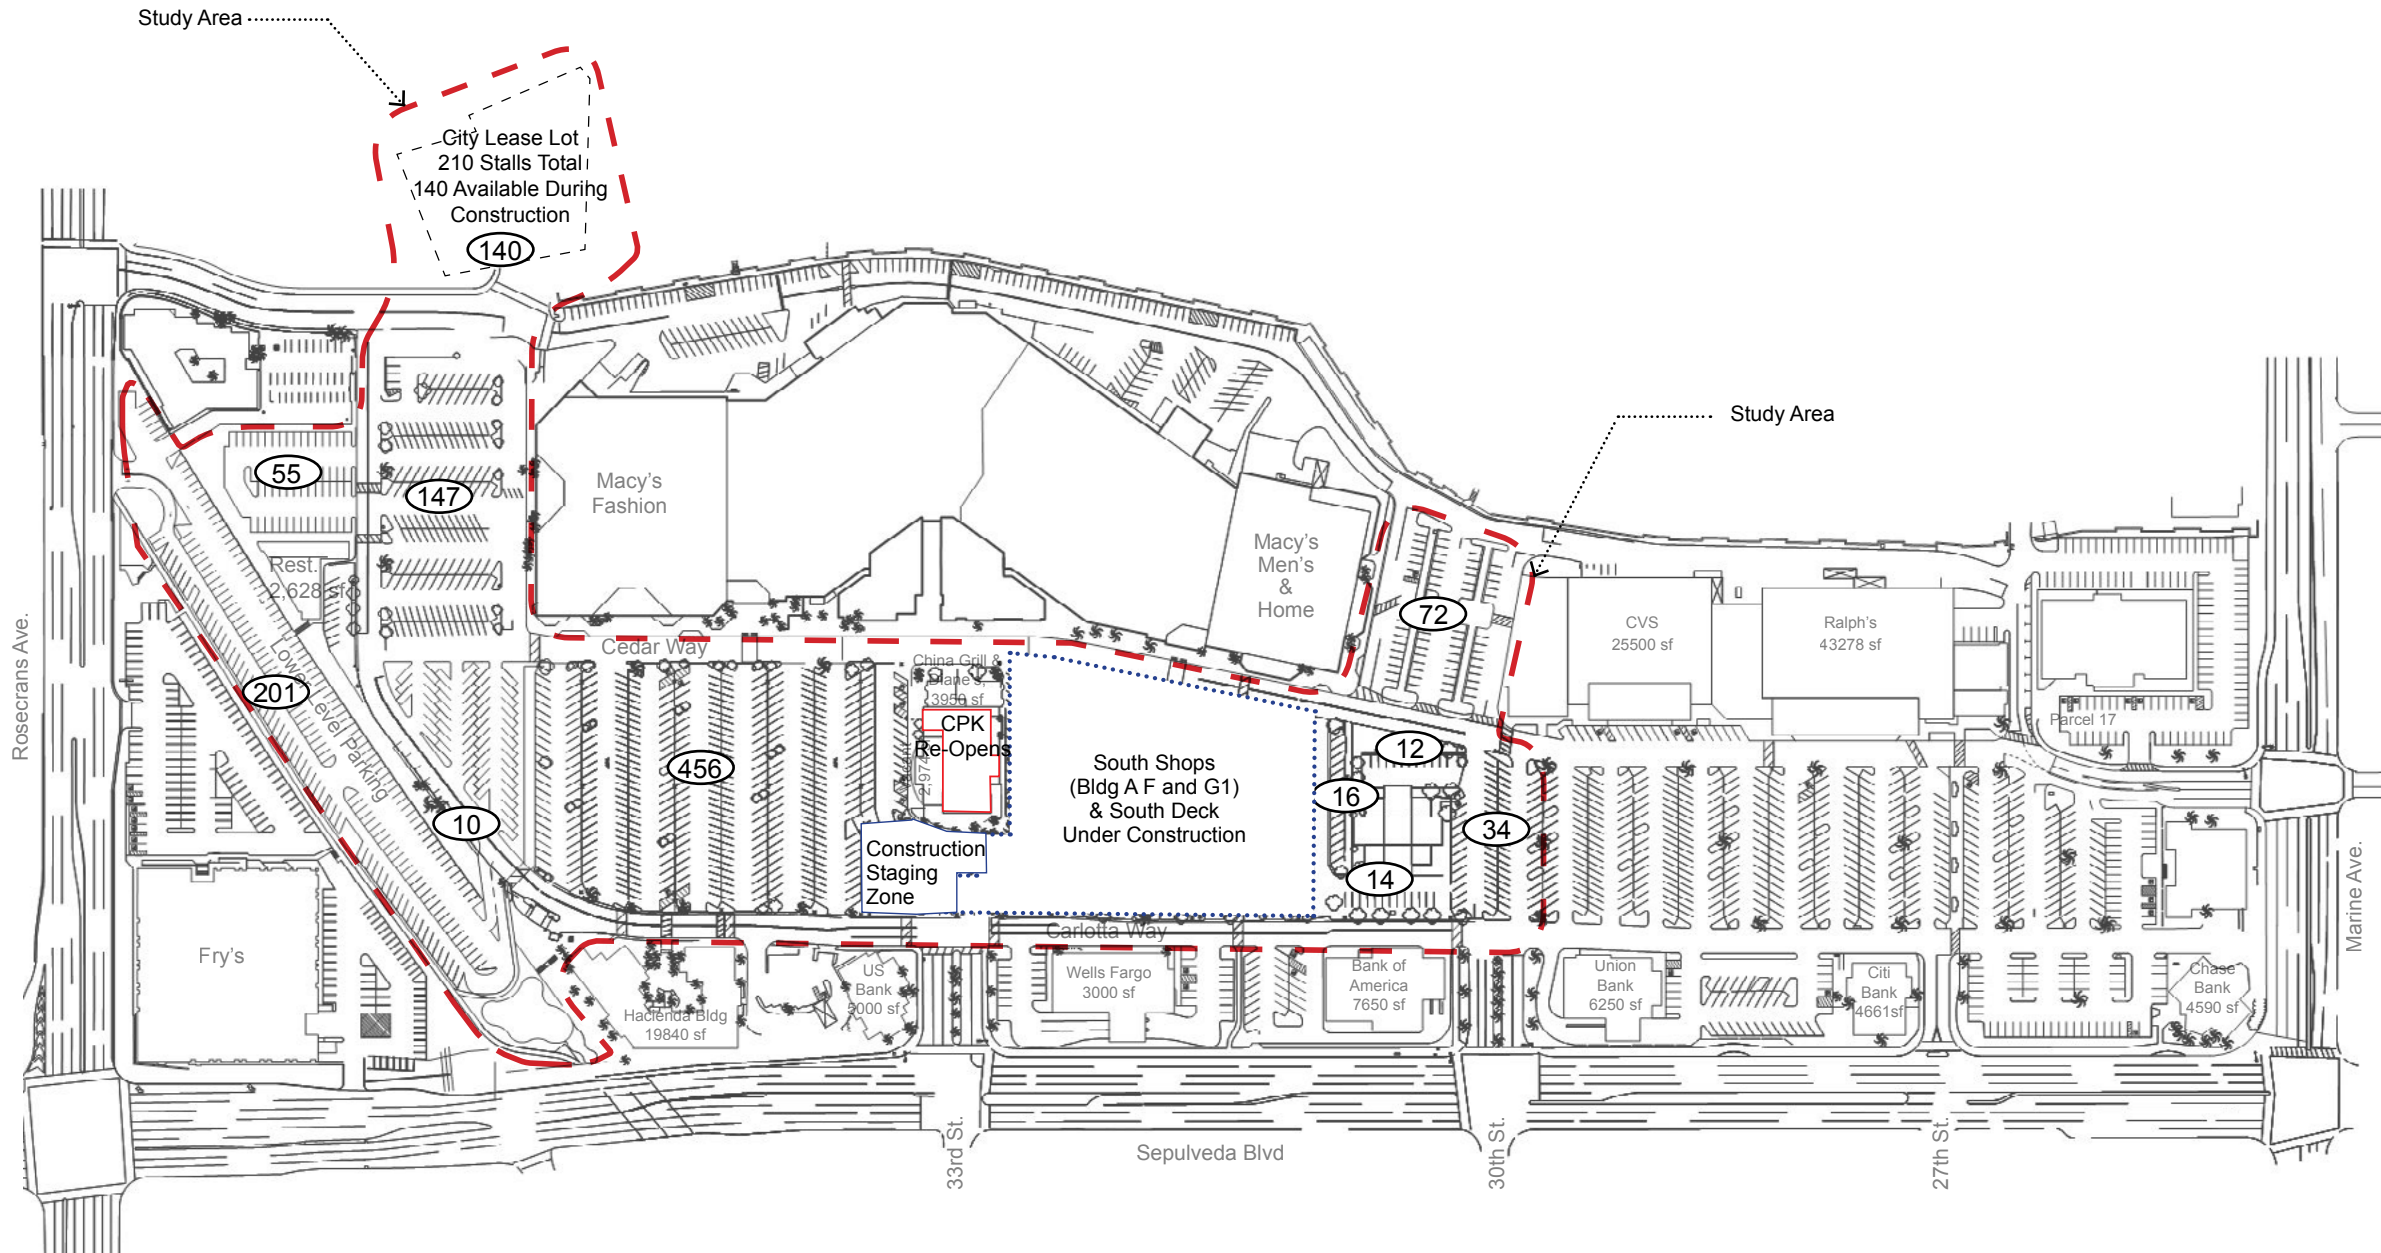 Study Area
City Lease Lot
210 Stalls Total
140 Available During
Construction
140
Study Area
55
147
Macy's
Fashion
Macy's
Men's
&
Home
72
Rest.
2,628 sf
CVS
25500 sf
Ralph's
43278 sf
Rosecrans Ave.
Cedar Way
China Grill &
Diane's,
3950 sf
201
Lower Level Parking
Parcel 17
CPK
Re-Opens
456
12
South Shops
(Bldg A F and G1)
& South Deck
Under Construction
16
10
34
Construction
Staging
Zone
14
Marine Ave.
Carlotta Way
Fry's
US
Bank
5000 sf
Wells Fargo
3000 sf
Bank of
America
7650 sf
Union
Bank
6250 sf
Citi
Bank
4661sf
Chase
Bank
4590 sf
Hacienda Bldg
19840 sf
33rd St.
Sepulveda Blvd
30th St.
27th St.